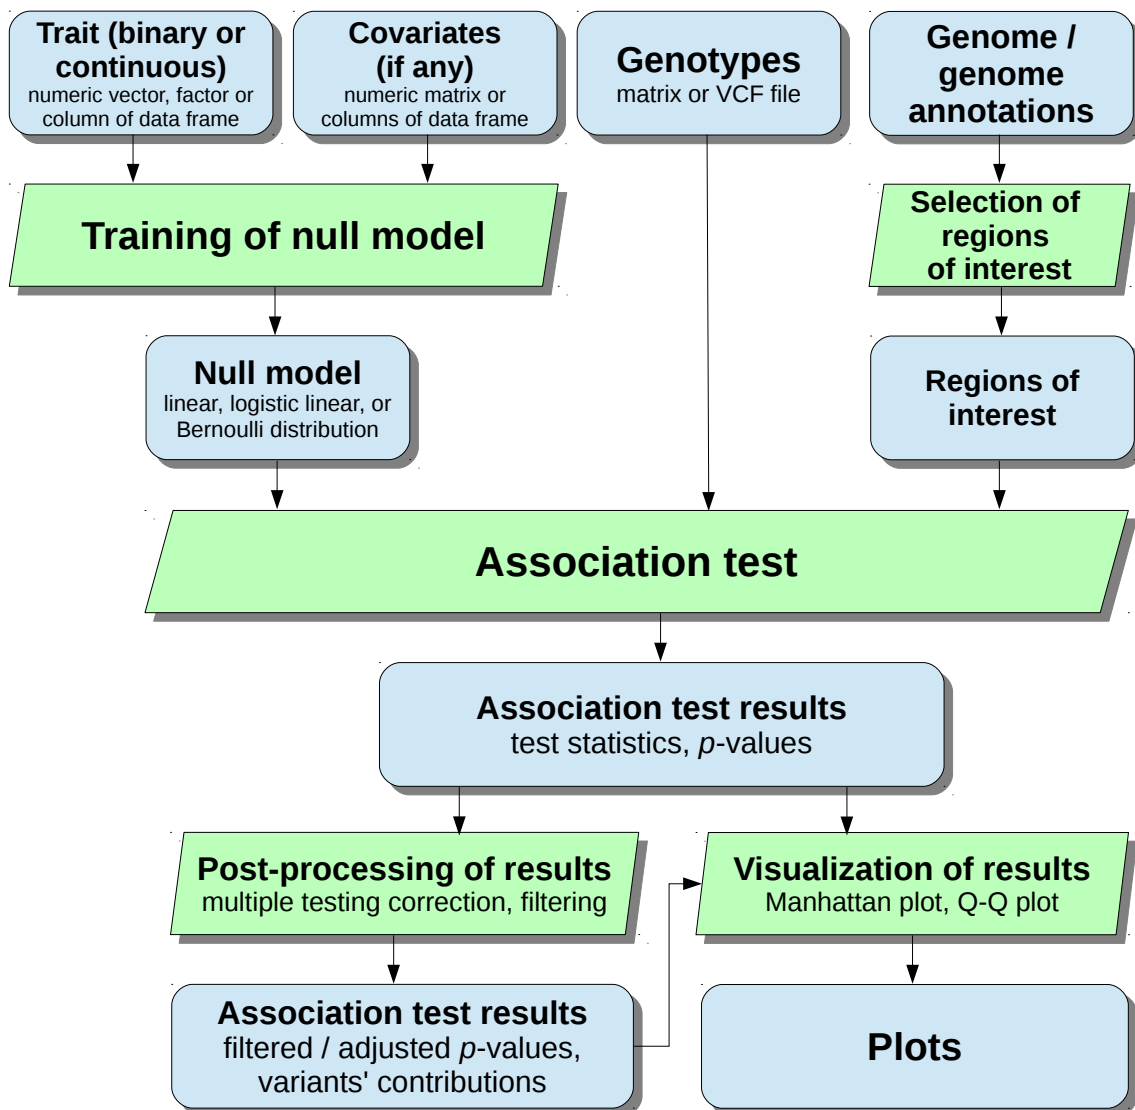 Trait (binary or
continuous)
numeric vector, factor or
column of data frame
Covariates
(if any)
numeric matrix or
columns of data frame
Genotypes
matrix or VCF file
Genome /
genome
annotations
Training of null model
Selection of
regions
of interest
Null model
linear, logistic linear, or
Bernoulli distribution
Regions of
interest
Association test
Association test results
test statistics, p-values
Post-processing of results
multiple testing correction, filtering
Visualization of results
Manhattan plot, Q-Q plot
Association test results
filtered / adjusted p-values,
variants' contributions
Plots